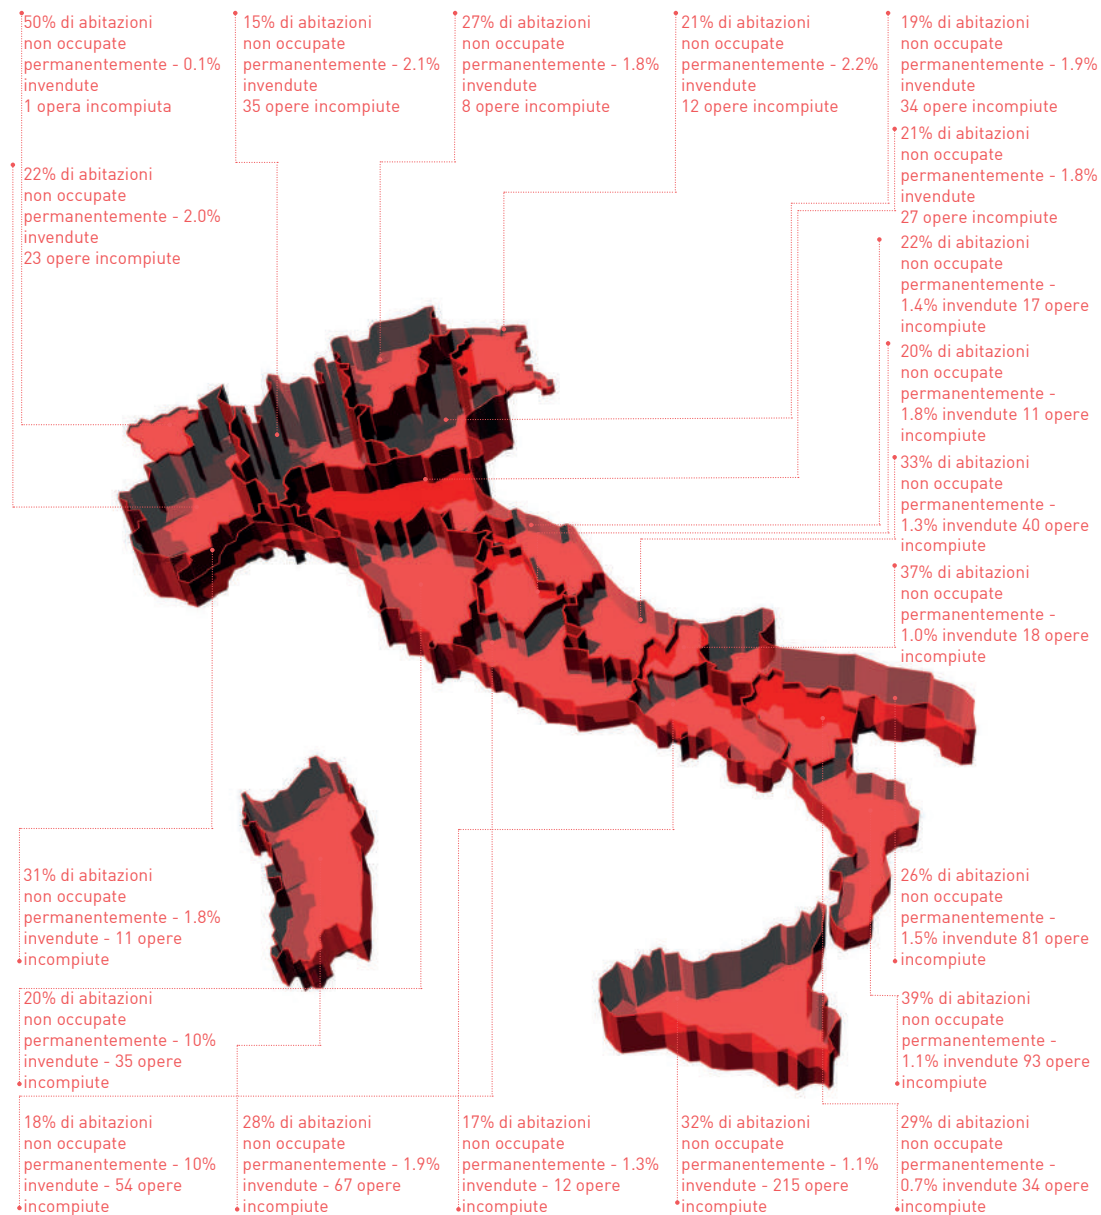 50% di abitazioni
non occupate
permanentemente - 0.1%
invendute
1 opera incompiuta
15% di abitazioni
non occupate
permanentemente - 2.1%
invendute
35 opere incompiute
27% di abitazioni
non occupate
permanentemente - 1.8%
invendute
8 opere incompiute
21% di abitazioni
non occupate
permanentemente - 2.2%
invendute
12 opere incompiute
19% di abitazioni
non occupate
permanentemente - 1.9%
invendute
34 opere incompiute
22% di abitazioni
non occupate
permanentemente - 2.0%
invendute
23 opere incompiute
21% di abitazioni
non occupate
permanentemente - 1.8%
invendute
27 opere incompiute
22% di abitazioni
non occupate
permanentemente -
1.4% invendute 17 opere
incompiute
20% di abitazioni
non occupate
permanentemente -
1.8% invendute 11 opere
incompiute
33% di abitazioni
non occupate
permanentemente -
1.3% invendute 40 opere
incompiute
37% di abitazioni
non occupate
permanentemente -
1.0% invendute 18 opere
incompiute
31% di abitazioni
non occupate
permanentemente - 1.8%
invendute - 11 opere
incompiute
26% di abitazioni
non occupate
permanentemente -
1.5% invendute 81 opere
incompiute
20% di abitazioni
non occupate
permanentemente - 10%
invendute - 35 opere
incompiute
39% di abitazioni
non occupate
permanentemente -
1.1% invendute 93 opere
incompiute
18% di abitazioni
non occupate
permanentemente - 10%
invendute - 54 opere
incompiute
28% di abitazioni
non occupate
permanentemente - 1.9%
invendute - 67 opere
incompiute
17% di abitazioni
non occupate
permanentemente - 1.3%
invendute - 12 opere
incompiute
32% di abitazioni
non occupate
permanentemente - 1.1%
invendute - 215 opere
incompiute
29% di abitazioni
non occupate
permanentemente -
0.7% invendute 34 opere
incompiute